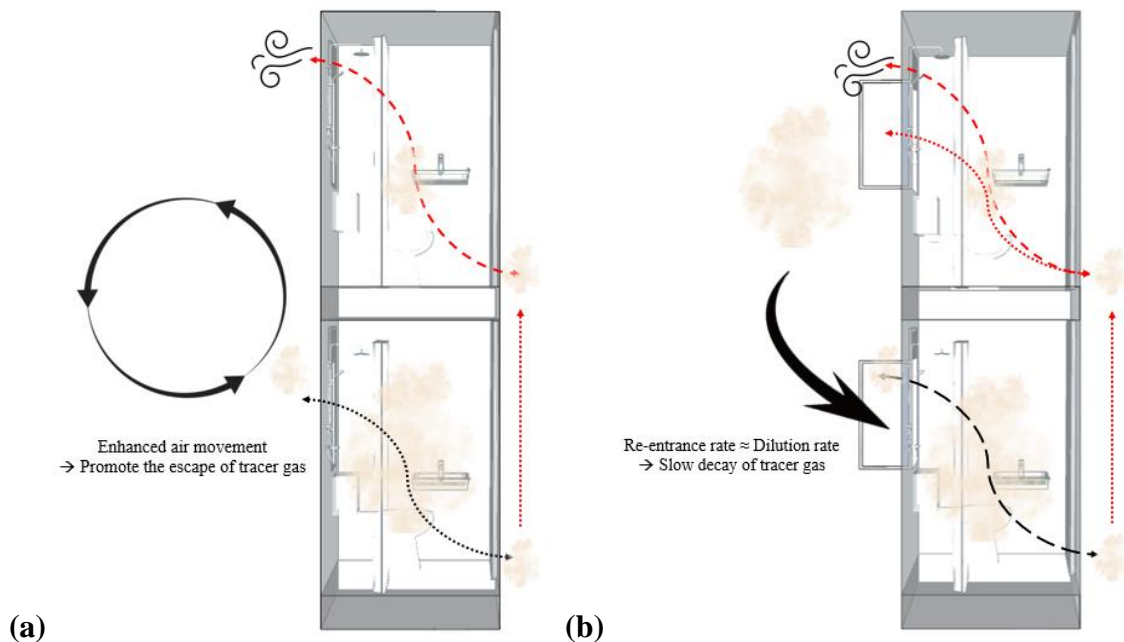 Enhanced air movement
→ Promote the escape of tracer gas
(a)
Re-entrance rate ≈ Dilution rate
→ Slow decay of tracer gas
(b)